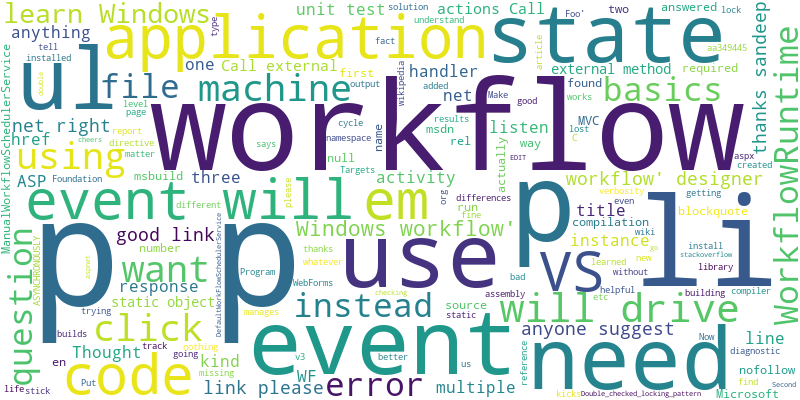 learn Windows
unit test
actions Call
solution
understand
answered
Foo'
two
lock
type
anything
application
state
tell
installed
one
Call external
handler
first
fact
output
article
external method
required
aa349445
ul
file
machine
wikipedia
added
Make
good
found
basics
level
page
workflow
net
msdn
results
works
MVC
lost
C
aspx
created
thanks sandeep
net right
href
cycle
namespace
name
listen
rel
way
using
report
directive
matter
says
null
Targets
actually
ASP
Foundation
msbuild
three
activity
org
differences
EDIT
workflow' designer
verbosity
getting
even
event will
em
different
please
run
fine
title
blockquote
compilation
wiki
ManualWorkflowSchedulerService
WorkflowRuntime
p
p
use
p
li
good link
Windows workflow'
VS
instance
new
install
stackoverflow
want
number
thanks
whatever
bad
learned
without
library
ASYNCHRONOUSLY
question
response
aspnet
Program
WebForms
assembly
helpful
building
compiler
static object
DefaultWorkFlowSchedulerService
instead
source
static
etc
will drive
trying
click
manages
checking
event
need
builds
track
nothing
v3
better
us
reference
anyone suggest
line
Now
diagnostic
Thought
going
kind
WF
en
missing
code
link please
error
multiple
kicks
nofollow
find
life
stick
Put
cheers
double
Double_checked_locking_pattern
Microsoft
Second